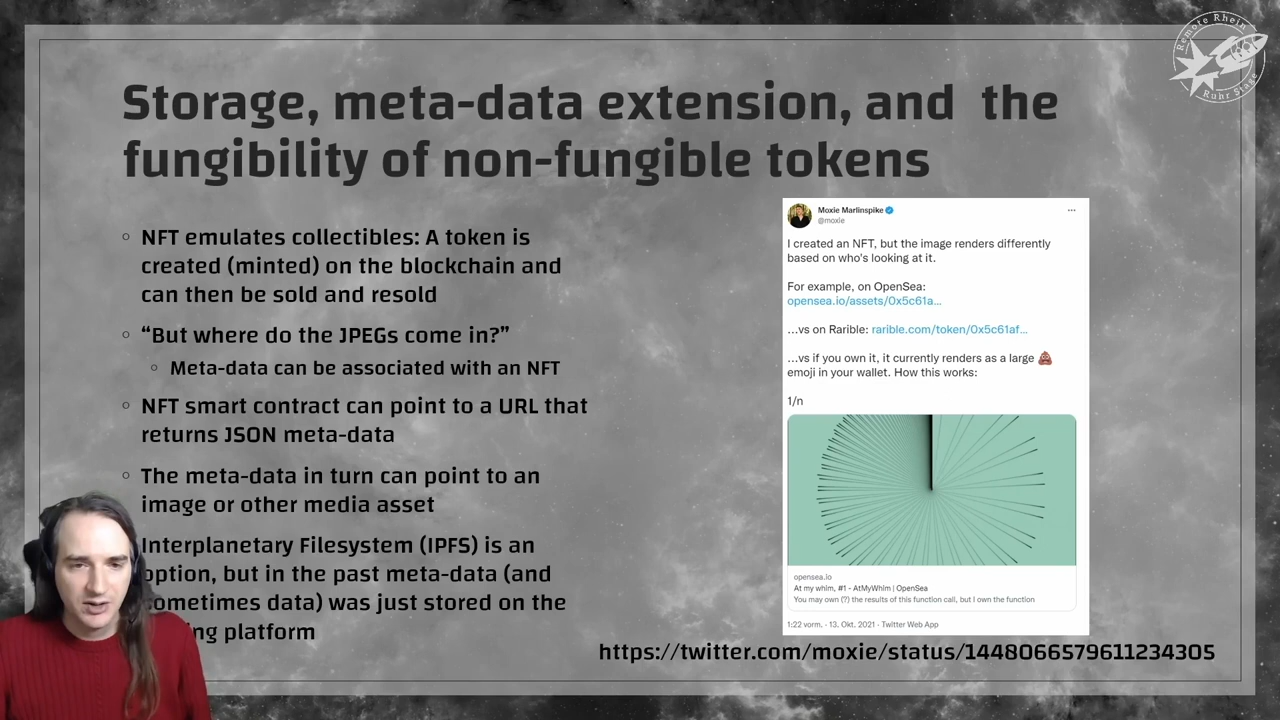 Remote Rhein
Ruhr Stage
Storage, meta-data extension, and  the
fungibility of non-fungible tokens
◦ NFT emulates collectibles: A token is
created (minted) on the blockchain and
can then be sold and resold
◦ “But where do the JPEGs come in?”
◦ Meta-data can be associated with an NFT
◦ NFT smart contract can point to a URL that
returns JSON meta-data
◦ The meta-data in turn can point to an
image or other media asset
Interplanetary Filesystem (IPFS) is an
option, but in the past meta-data (and
sometimes data) was just stored on the
platform
Moxie Marlinspike
@moxie
I created an NFT, but the image renders differently
based on who's looking at it.
For example, on OpenSea:
opensea.io/assets/0x5c61a…
…vs on Rarible: rarible.com/token/0x5c61af…
…vs if you own it, it currently renders as a large 💩
emoji in your wallet. How this works:
1/n
opensea.io
At my whim, #1 - AtMyWhim | OpenSea
You may own (?) the results of this function call, but I own the function
1:22 vorm. · 13. Okt. 2021 · Twitter Web App
https://twitter.com/moxie/status/1448066579611234305